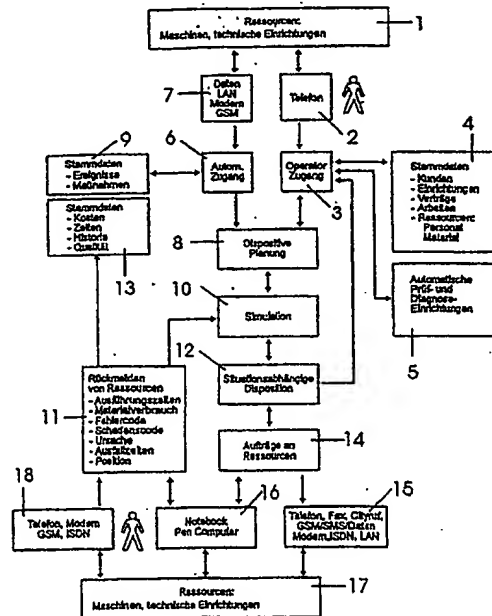 Ressourcen:
Maschinen, technische Einrichtungen
1
7
Daten
LAN
Modem
GSM
Telefon
2
4
9
6
Stammdaten
- Ereignisse
- Maßnahmen
Autom.
Zugang
Operator
Zugang
3
Stammdaten
- Kunden
- Einrichtungen
- Verträge
- Arbeiten
- Ressourcen:
Personal
Material
Stammdaten
- Kosten
- Zeiten
- Historie
- Qualität
13
8
Dispositive
Planung
Automatische
Prüf- und
Diagnose-
Einrichtungen
5
10
Simulation
12
Situationsabhängige
Disposition
11
Rückmelden
von Ressourcen
- Ausführungszeiten
- Materialverbrauch
- Fehlercode
- Schadenscode
- Ursache
- Ausfallzeiten
- Position
Aufträge an
Ressourcen
14
18
16
15
Telefon, Modem
GSM, ISDN
Notebook
Pen Computer
Telefon, Fax, Cityruf,
GSM/SMS/Daten
Modem, ISDN, LAN
Ressourcen:
Maschinen, technische Einrichtungen
17